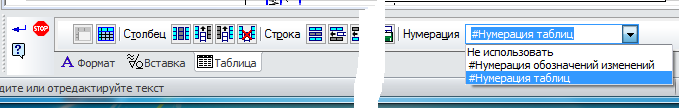 STOP
Столбец Строка Нумерация #Нумерация таблиц
Не использовать
#Нумерация обозначений изменений
#Нумерация таблиц
Формат Вставка Таблица
дите или отредактируйте текст